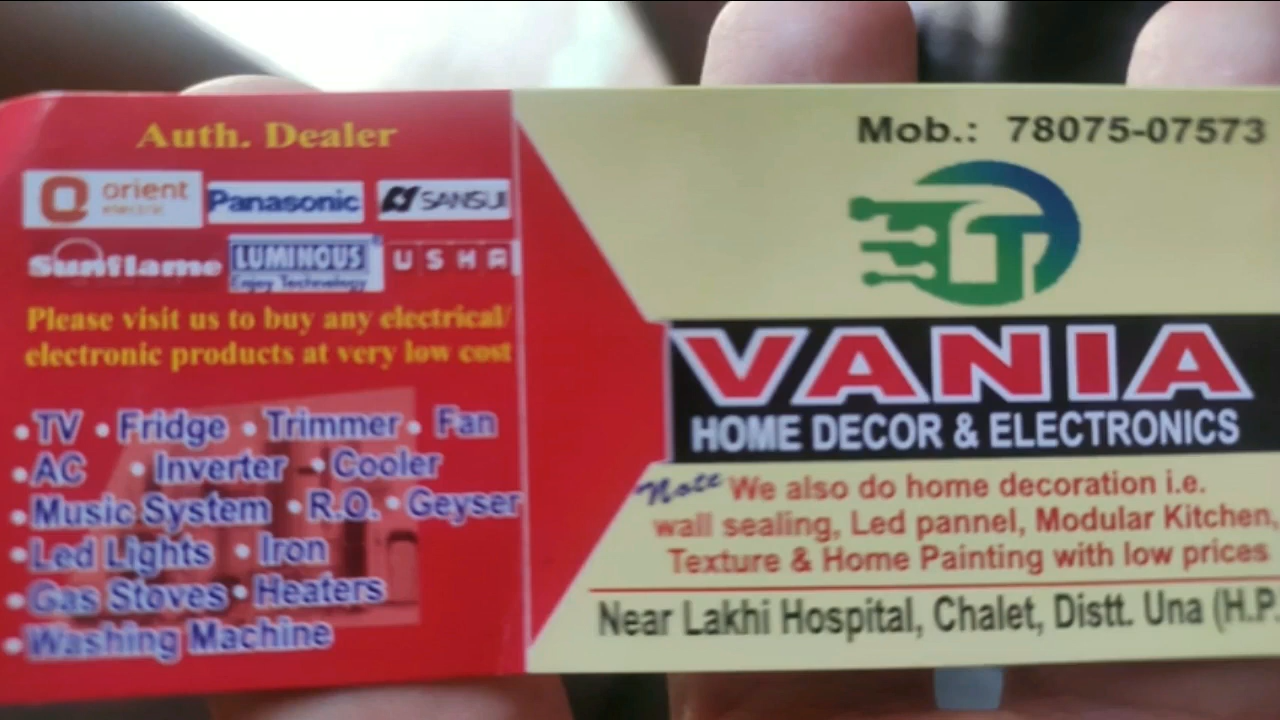 Auth. Dealer
orient
electric
Panasonic
SANSUI
Sunflame
LUMINOUS
Enjoy Technology
USHA
Please visit us to buy any electrical/
electronic products at very low cost
• TV • Fridge • Trimmer • Fan
• AC • Inverter • Cooler
• Music System • R.O. • Geyser
• Led Lights • Iron
• Gas Stoves • Heaters
• Washing Machine
Mob.: 78075-07573
VANIA
HOME DECOR & ELECTRONICS
Note We also do home decoration i.e.
wall sealing, Led pannel, Modular Kitchen,
Texture & Home Painting with low prices
Near Lakhi Hospital, Chalet, Distt. Una (H.P.